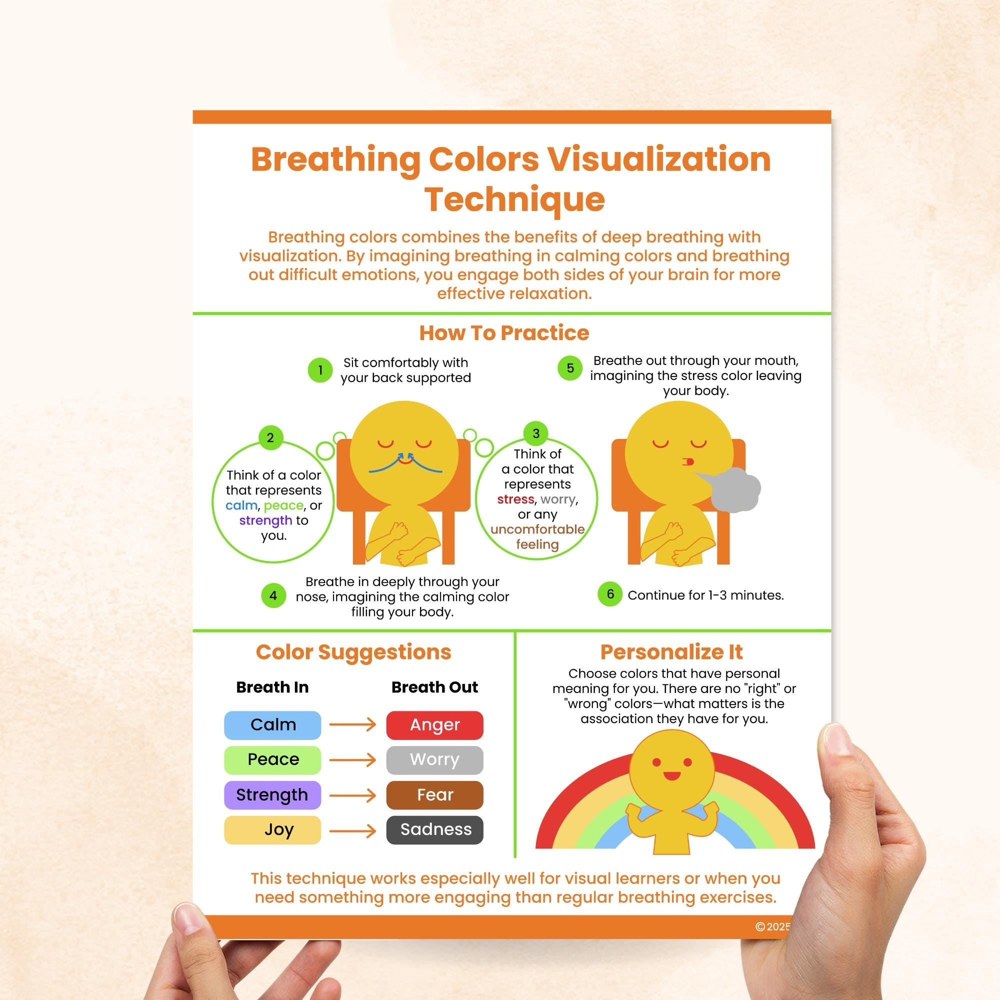 Breathing Colors Visualization
Technique
Breathing colors combines the benefits of deep breathing with
visualization. By imagining breathing in calming colors and breathing
out difficult emotions, you engage both sides of your brain for more
effective relaxation.
How To Practice
1
Sit comfortably with
your back supported
2
Think of a color
that represents
calm, peace, or
strength to
you.
3
Think of
a color that
represents
stress, worry,
or any
uncomfortable
feeling
4
Breathe in deeply through your
nose, imagining the calming color
filling your body.
5
Breathe out through your mouth,
imagining the stress color leaving
your body.
6
Continue for 1-3 minutes.
Color Suggestions
Breath In
Breath Out
Calm
Anger
Peace
Worry
Strength
Fear
Joy
Sadness
Personalize It
Choose colors that have personal
meaning for you. There are no "right" or
"wrong" colors—what matters is the
association they have for you.
This technique works especially well for visual learners or when you
need something more engaging than regular breathing exercises.
© 2025